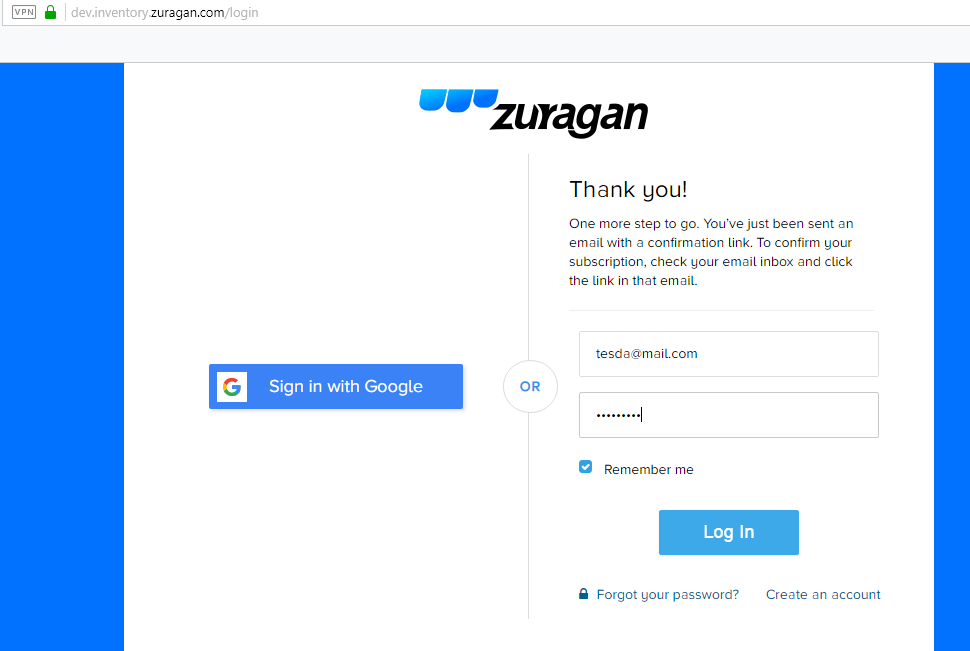 VPN dev.inventory.zuragan.com/login
zuragan
Thank you!
One more step to go. You've just been sent an
email with a confirmation link. To confirm your
subscription, check your email inbox and click
the link in that email.
tesda@mail.com
Sign in with Google
OR
•••••••••
Remember me
Log In
Forgot your password? Create an account